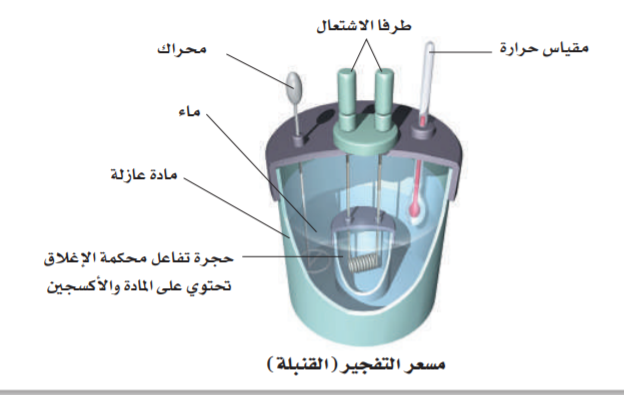 طرفا الاشتعال
محراك
مقياس حرارة
ماء
مادة عازلة
حجرة تفاعل محكمة الإغلاق
تحتوي على المادة والأكسجين
مسعر التفجير ( القنبلة )